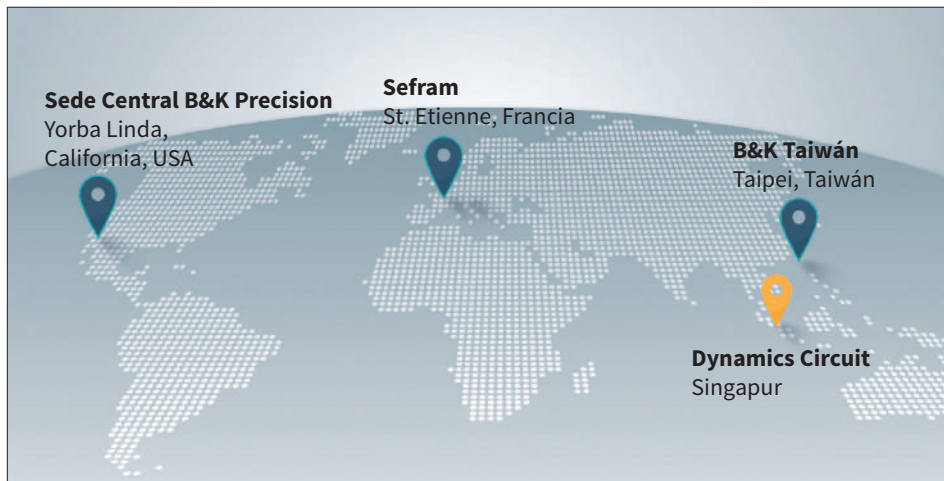 Sede Central B&K Precision
Yorba Linda,
California, USA
Sefram
St. Etienne, Francia
B&K Taiwán
Taipei, Taiwán
Dynamics Circuit
Singapur